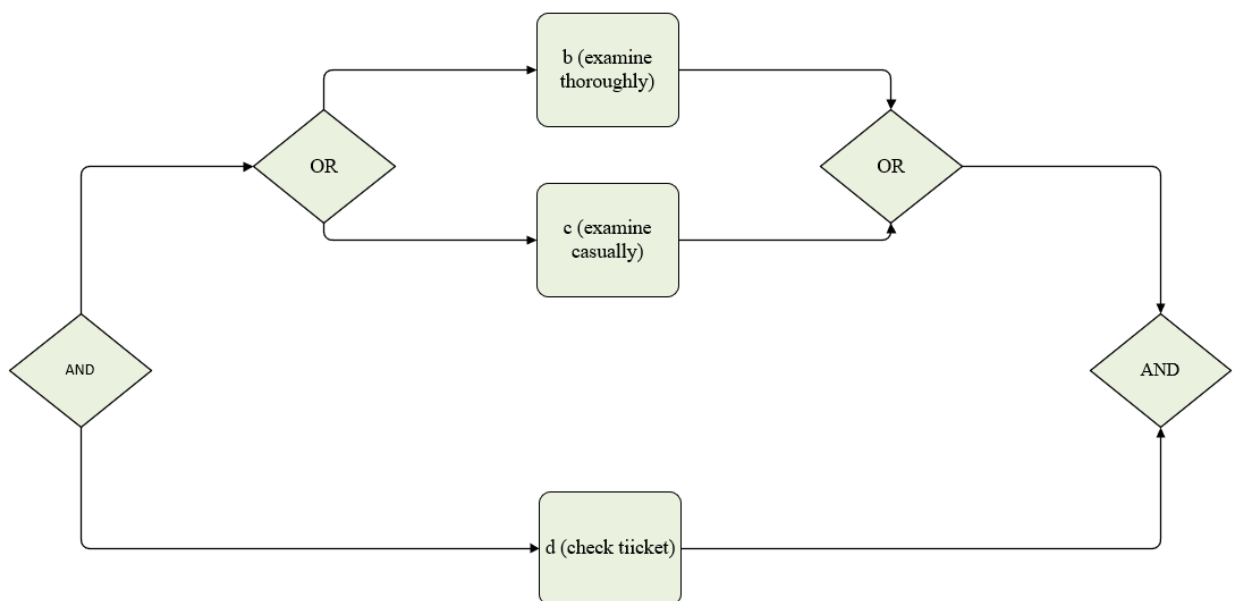 b (examine
thoroughly)
OR
OR
c (examine
casually)
AND
AND
d (check tiicket)